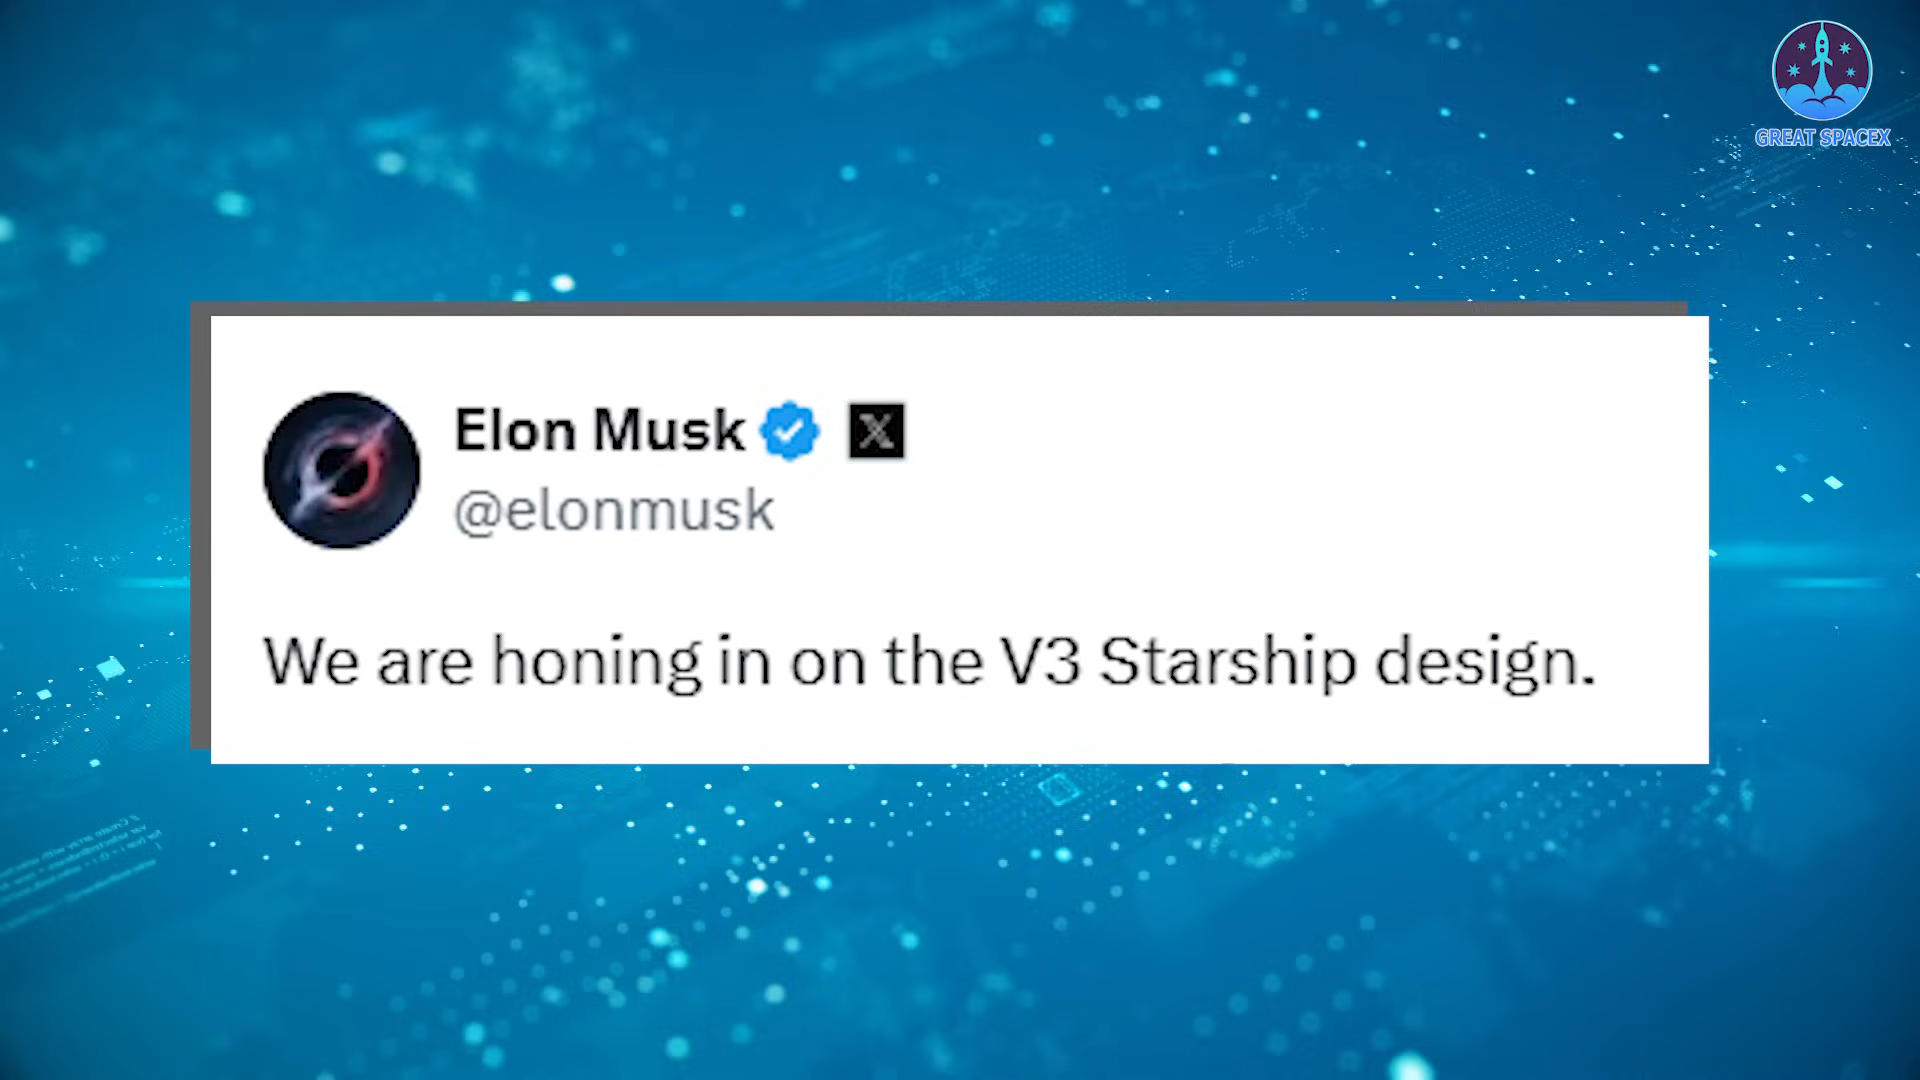 GREAT SPACEX
Elon Musk
@elonmusk
We are honing in on the V3 Starship design.